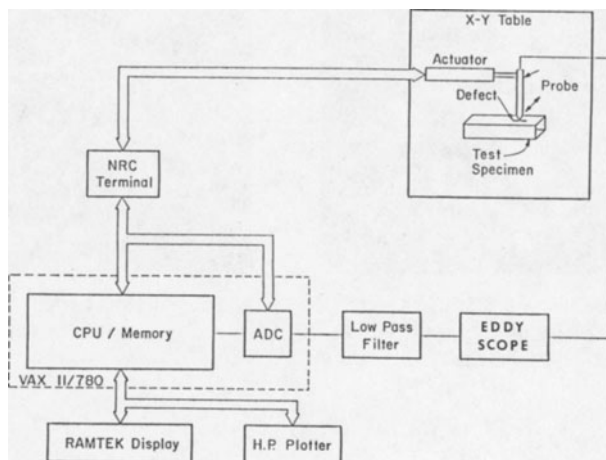 X-Y Table
Actuator
Probe
Defect
Test
Specimen
NRC
Terminal
CPU / Memory
ADC
Low Pass
Filter
EDDY
SCOPE
VAX 11/780
RAMTEK Display
H.P. Plotter